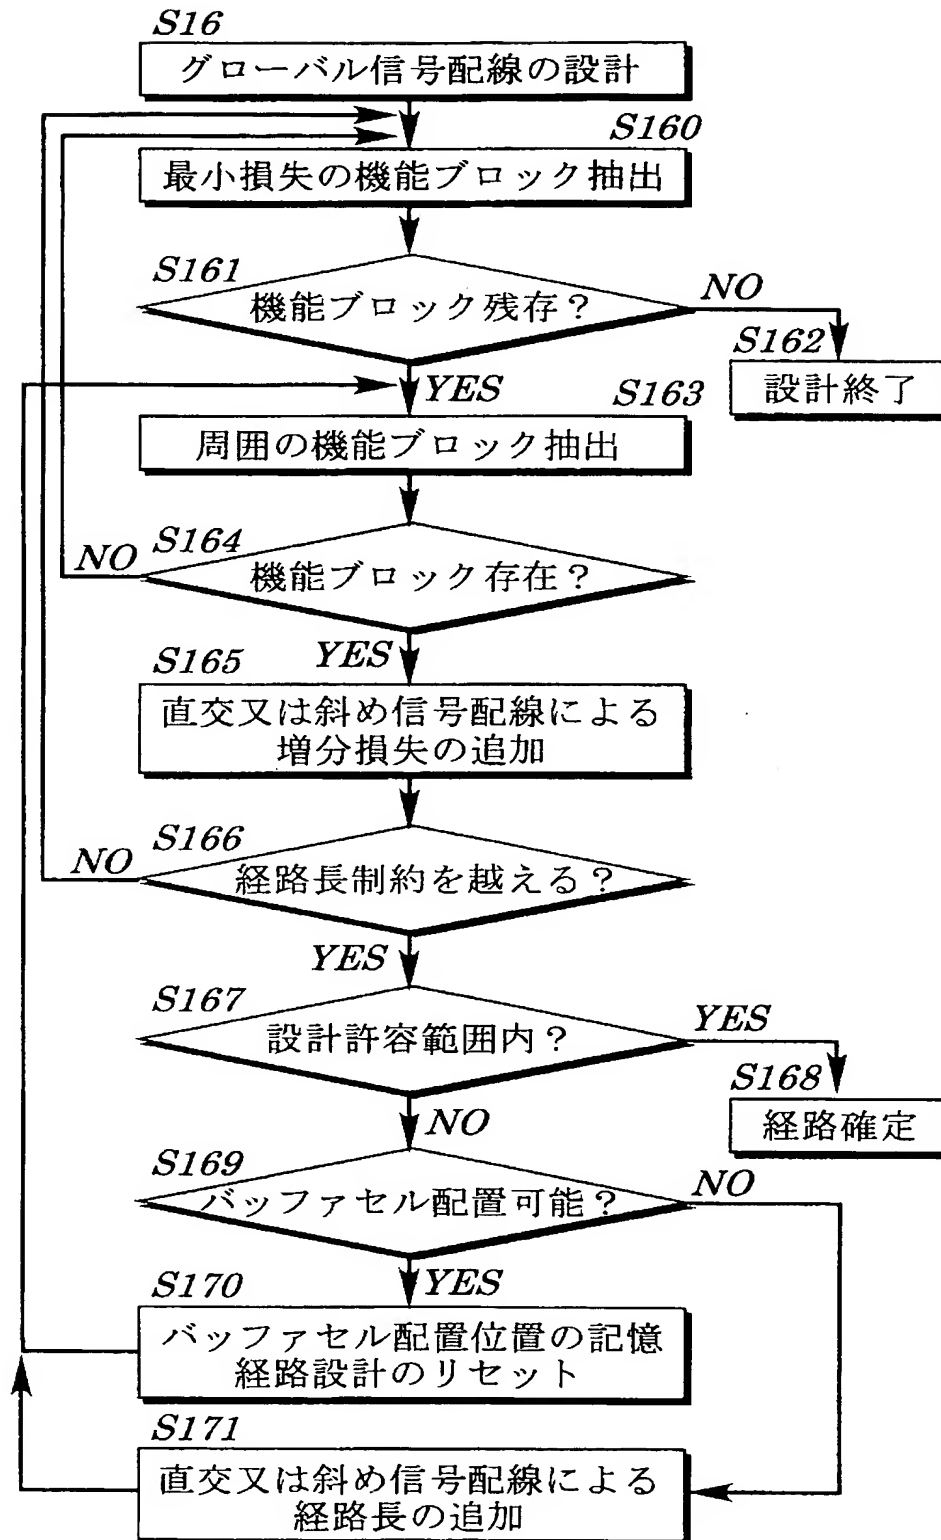 S16
グローバル信号配線の設計
S160
最小損失の機能ブロック抽出
S161
機能ブロック残存？
NO
S162
設計終了
YES
S163
周囲の機能ブロック抽出
S164
NO
機能ブロック存在？
YES
S165
直交又は斜め信号配線による
増分損失の追加
S166
NO
経路長制約を越える？
YES
S167
設計許容範囲内？
YES
S168
経路確定
NO
S169
バッファセル配置可能？
NO
YES
S170
バッファセル配置位置の記憶
経路設計のリセット
S171
直交又は斜め信号配線による
経路長の追加